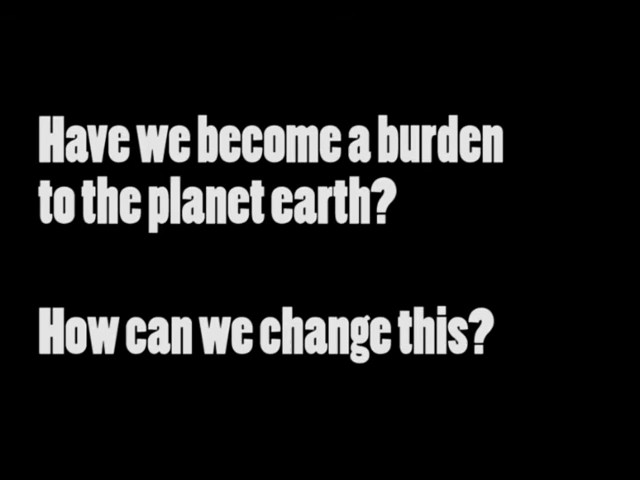 Have we become a burden
to the planet earth?
How can we change this?